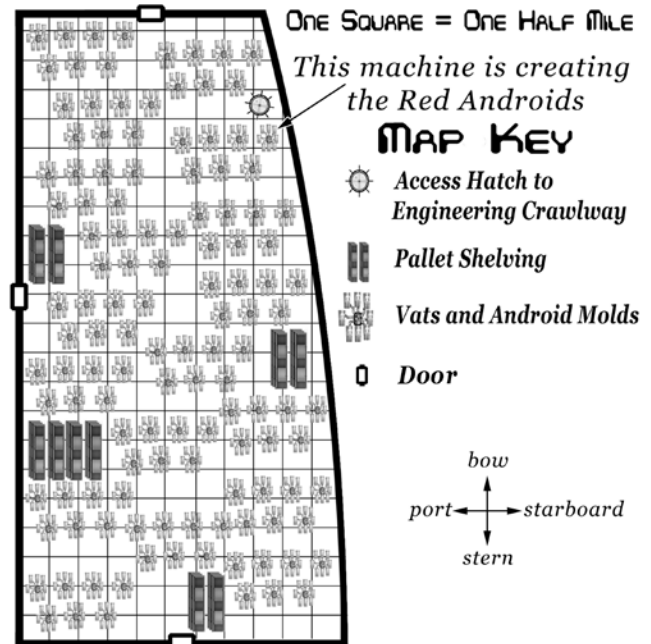 One Square = One Half Mile
This machine is creating
the Red Androids
Map Key
Access Hatch to
Engineering Crawlway
Pallet Shelving
Vats and Android Molds
Door
bow
port
starboard
stern